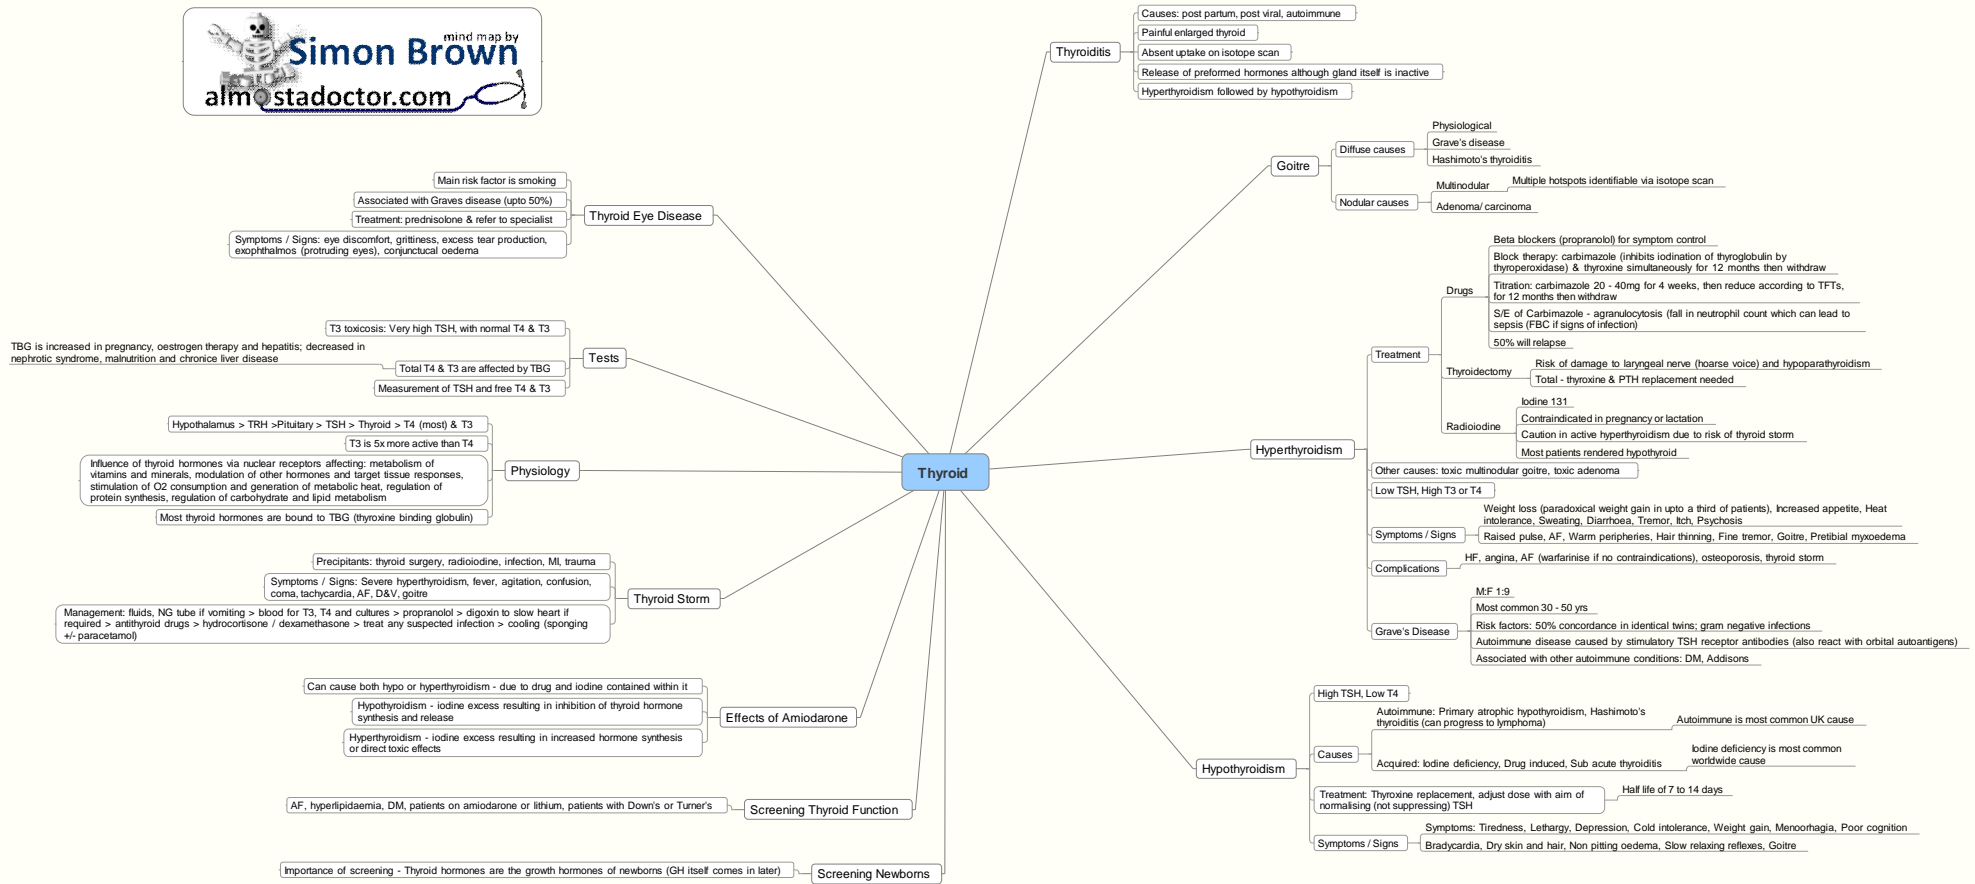 mind map by
Simon Brown
almostadoctor.com
Thyroid
Thyroiditis
Causes: post partum, post viral, autoimmune
Painful enlarged thyroid
Absent uptake on isotope scan
Release of preformed hormones although gland itself is inactive
Hyperthyroidism followed by hypothyroidism
Goitre
Diffuse causes
Physiological
Grave's disease
Hashimoto's thyroiditis
Nodular causes
Multinodular
Multiple hotspots identifiable via isotope scan
Adenoma/ carcinoma
Hyperthyroidism
Treatment
Drugs
Beta blockers (propranolol) for symptom control
Block therapy: carbimazole (inhibits iodination of thyroglobulin by
thyroperoxidase) & thyroxine simultaneously for 12 months then withdraw
Titration: carbimazole 20 - 40mg for 4 weeks, then reduce according to TFTs,
for 12 months then withdraw
S/E of Carbimazole - agranulocytosis (fall in neutrophil count which can lead to
sepsis (FBC if signs of infection)
50% will relapse
Thyroidectomy
Risk of damage to laryngeal nerve (hoarse voice) and hypoparathyroidism
Total - thyroxine & PTH replacement needed
Radioiodine
Iodine 131
Contraindicated in pregnancy or lactation
Caution in active hyperthyroidism due to risk of thyroid storm
Most patients rendered hypothyroid
Other causes: toxic multinodular goitre, toxic adenoma
Low TSH, High T3 or T4
Symptoms / Signs
Weight loss (paradoxical weight gain in upto a third of patients), Increased appetite, Heat
intolerance, Sweating, Diarrhoea, Tremor, Itch, Psychosis
Raised pulse, AF, Warm peripheries, Hair thinning, Fine tremor, Goitre, Pretibial myxoedema
Complications
HF, angina, AF (warfarinise if no contraindications), osteoporosis, thyroid storm
Grave's Disease
M:F 1:9
Most common 30 - 50 yrs
Risk factors: 50% concordance in identical twins; gram negative infections
Autoimmune disease caused by stimulatory TSH receptor antibodies (also react with orbital autoantigens)
Associated with other autoimmune conditions: DM, Addisons
Hypothyroidism
High TSH, Low T4
Causes
Autoimmune: Primary atrophic hypothyroidism, Hashimoto's
thyroiditis (can progress to lymphoma)
Autoimmune is most common UK cause
Acquired: Iodine deficiency, Drug induced, Sub acute thyroiditis
Iodine deficiency is most common
worldwide cause
Treatment: Thyroxine replacement, adjust dose with aim of
normalising (not suppressing) TSH
Half life of 7 to 14 days
Symptoms / Signs
Symptoms: Tiredness, Lethargy, Depression, Cold intolerance, Weight gain, Menoorhagia, Poor cognition
Bradycardia, Dry skin and hair, Non pitting oedema, Slow relaxing reflexes, Goitre
Thyroid Eye Disease
Main risk factor is smoking
Associated with Graves disease (upto 50%)
Treatment: prednisolone & refer to specialist
Symptoms / Signs: eye discomfort, grittiness, excess tear production,
exophthalmos (protruding eyes), conjunctucal oedema
Tests
T3 toxicosis: Very high TSH, with normal T4 & T3
Total T4 & T3 are affected by TBG
TBG is increased in pregnancy, oestrogen therapy and hepatitis; decreased in
nephrotic syndrome, malnutrition and chronice liver disease
Measurement of TSH and free T4 & T3
Physiology
Hypothalamus > TRH >Pituitary > TSH > Thyroid > T4 (most) & T3
T3 is 5x more active than T4
Influence of thyroid hormones via nuclear receptors affecting: metabolism of
vitamins and minerals, modulation of other hormones and target tissue responses,
stimulation of O2 consumption and generation of metabolic heat, regulation of
protein synthesis, regulation of carbohydrate and lipid metabolism
Most thyroid hormones are bound to TBG (thyroxine binding globulin)
Thyroid Storm
Precipitants: thyroid surgery, radioiodine, infection, MI, trauma
Symptoms / Signs: Severe hyperthyroidism, fever, agitation, confusion,
coma, tachycardia, AF, D&V, goitre
Management: fluids, NG tube if vomiting > blood for T3, T4 and cultures > propranolol > digoxin to slow heart if
required > antithyroid drugs > hydrocortisone / dexamethasone > treat any suspected infection > cooling (sponging
+/- paracetamol)
Effects of Amiodarone
Can cause both hypo or hyperthyroidism - due to drug and iodine contained within it
Hypothyroidism - iodine excess resulting in inhibition of thyroid hormone
synthesis and release
Hyperthyroidism - iodine excess resulting in increased hormone synthesis
or direct toxic effects
Screening Thyroid Function
AF, hyperlipidaemia, DM, patients on amiodarone or lithium, patients with Down's or Turner's
Screening Newborns
Importance of screening - Thyroid hormones are the growth hormones of newborns (GH itself comes in later)